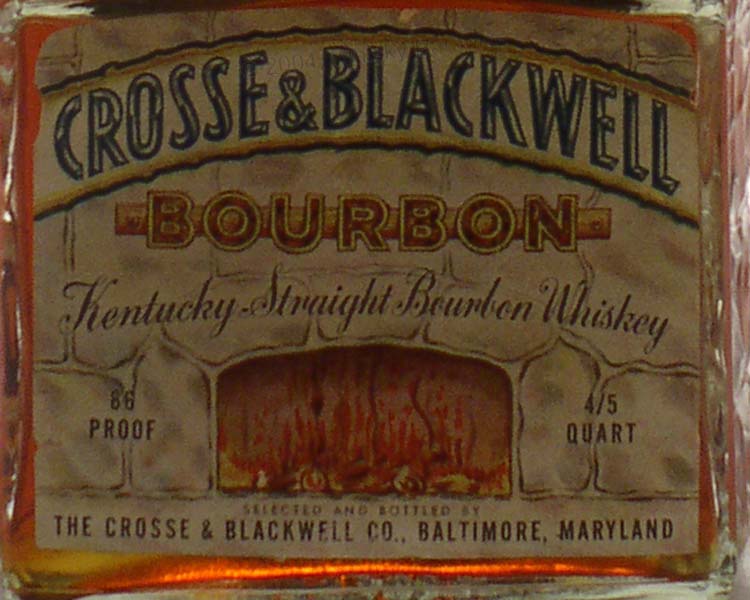 CROSSE & BLACKWELL
BOURBON
Kentucky Straight Bourbon Whiskey
86
PROOF
4/5
QUART
SELECTED AND BOTTLED BY
THE CROSSE & BLACKWELL CO., BALTIMORE, MARYLAND